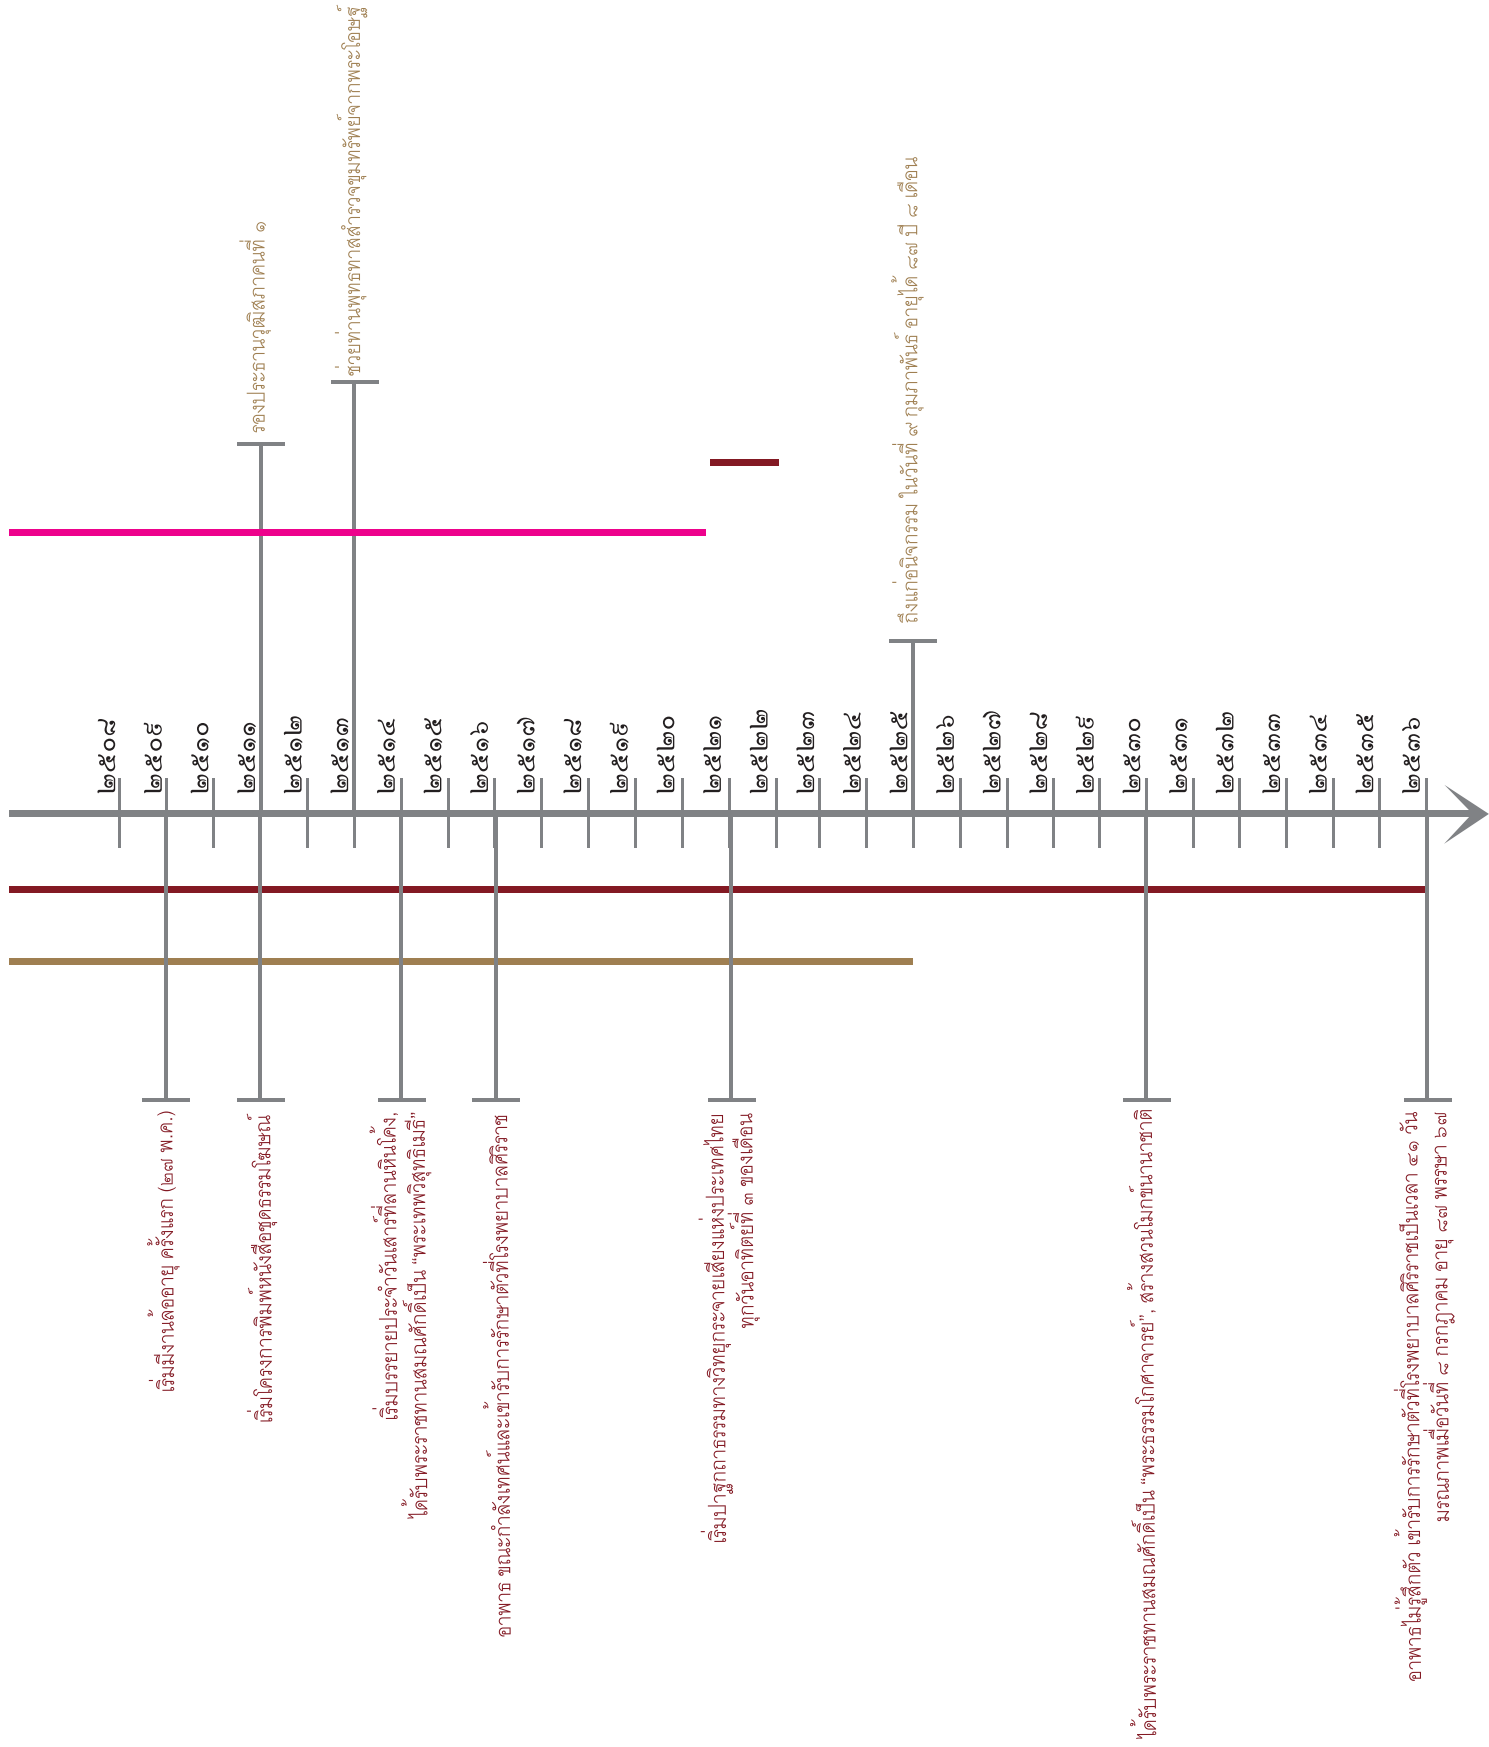 รองประธานวุฒิสภาคนที่ ๑
ช่วยท่านพุทธทาสสำรวจขุมทรัพย์จากพระโอษฐ์
ถึงแก่อนิจกรรม ในวันที่ ๙ กุมภาพันธ์ อายุได้ ๘๗ ปี ๘ เดือน
๒๕๐๘
๒๕๐๙
๒๕๑๐
๒๕๑๑
๒๕๑๒
๒๕๑๓
๒๕๑๔
๒๕๑๕
๒๕๑๖
๒๕๑๗
๒๕๑๘
๒๕๑๙
๒๕๒๐
๒๕๒๑
๒๕๒๒
๒๕๒๓
๒๕๒๔
๒๕๒๕
๒๕๒๖
๒๕๒๗
๒๕๒๘
๒๕๒๙
๒๕๓๐
๒๕๓๑
๒๕๓๒
๒๕๓๓
๒๕๓๔
๒๕๓๕
๒๕๓๖
เริ่มมีงานล้ออายุ ครั้งแรก (๒๗ พ.ค.)
เริ่มโครงการพิมพ์หนังสือชุดธรรมโฆษณ์
เริ่มบรรยายประจำวันเสาร์ที่ลานหินโค้ง,
ได้รับพระราชทานสมณศักดิ์เป็น “พระเทพวิสุทธิเมธี”
อาพาธ ขณะกำลังเทศน์และเข้ารับการรักษาตัวที่โรงพยาบาลศิริราช
เริ่มปาฐกถาธรรมทางวิทยุกระจายเสียงแห่งประเทศไทย
ทุกวันอาทิตย์ที่ ๓ ของเดือน
ได้รับพระราชทานสมณศักดิ์เป็น “พระธรรมโกศาจารย์”, สร้างสวนโมกข์นานาชาติ
อาพาธไม่รู้สึกตัว เข้ารับการรักษาตัวที่โรงพยาบาลศิริราชเป็นเวลา ๔๑ วัน
มรณภาพเมื่อวันที่ ๘ กรกฎาคม อายุ ๘๗ พรรษา ๖๗